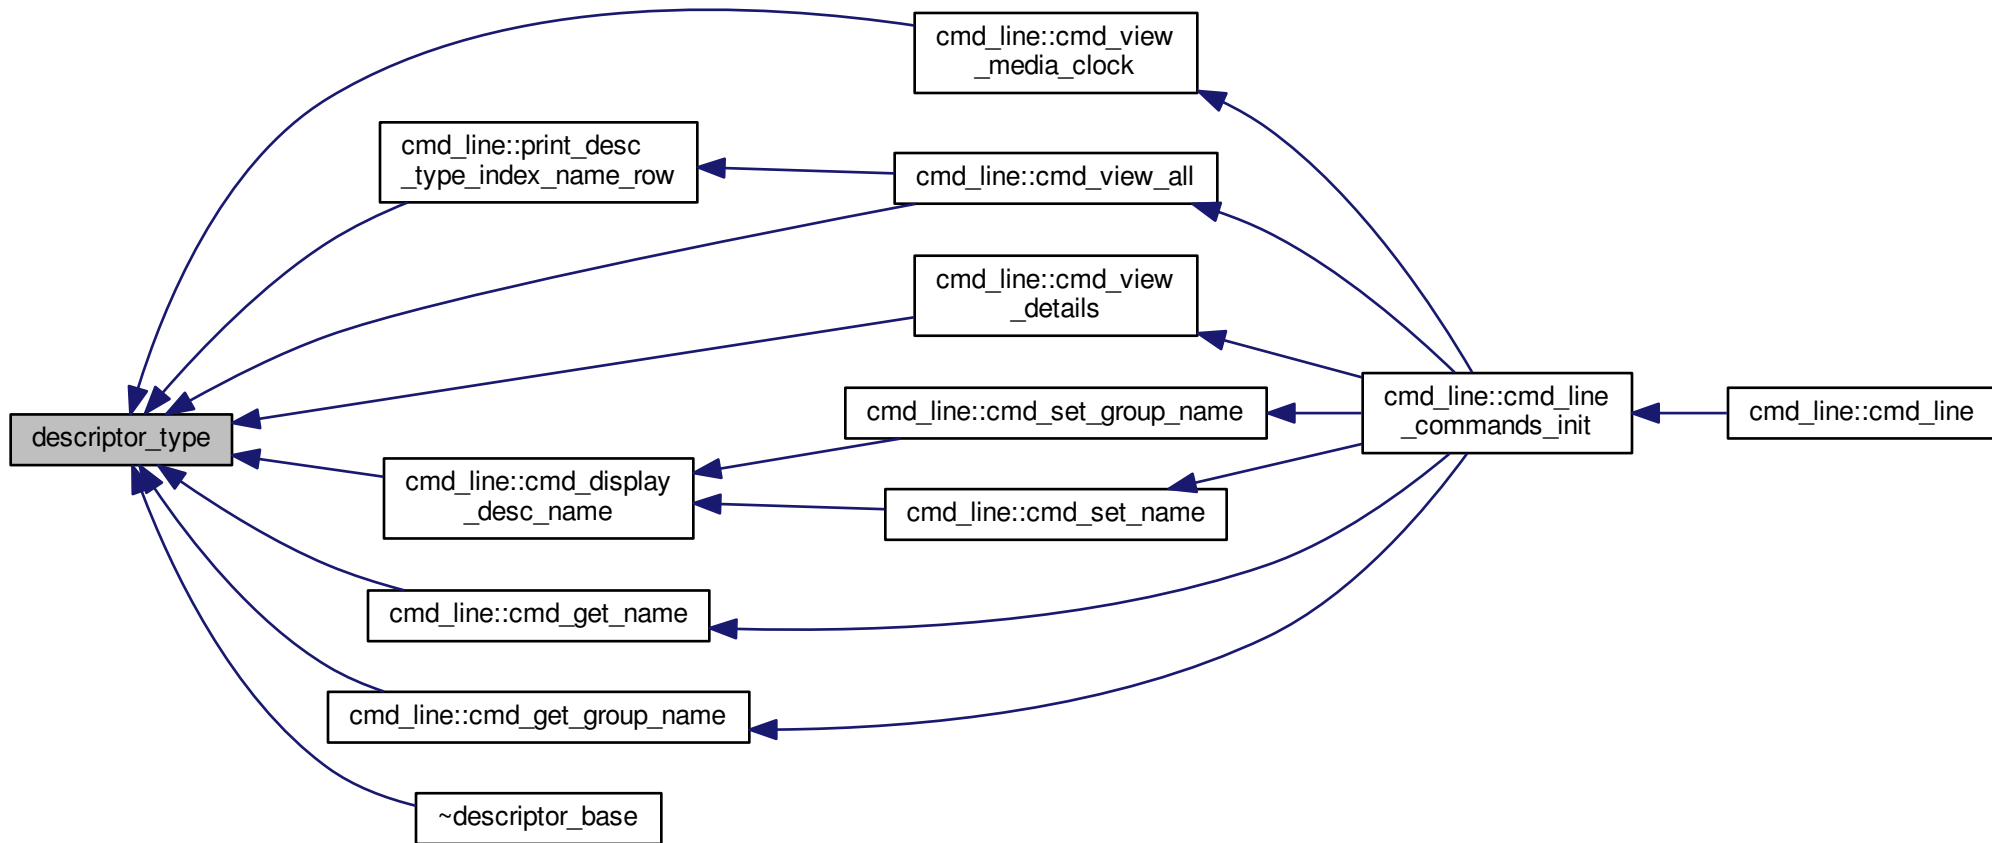 cmd_line::cmd_view
_media_clock
cmd_line::print_desc
_type_index_name_row
cmd_line::cmd_view_all
cmd_line::cmd_view
_details
cmd_line::cmd_line
_commands_init
cmd_line::cmd_line
cmd_line::cmd_set_group_name
descriptor_type
cmd_line::cmd_display
_desc_name
cmd_line::cmd_set_name
cmd_line::cmd_get_name
cmd_line::cmd_get_group_name
~descriptor_base